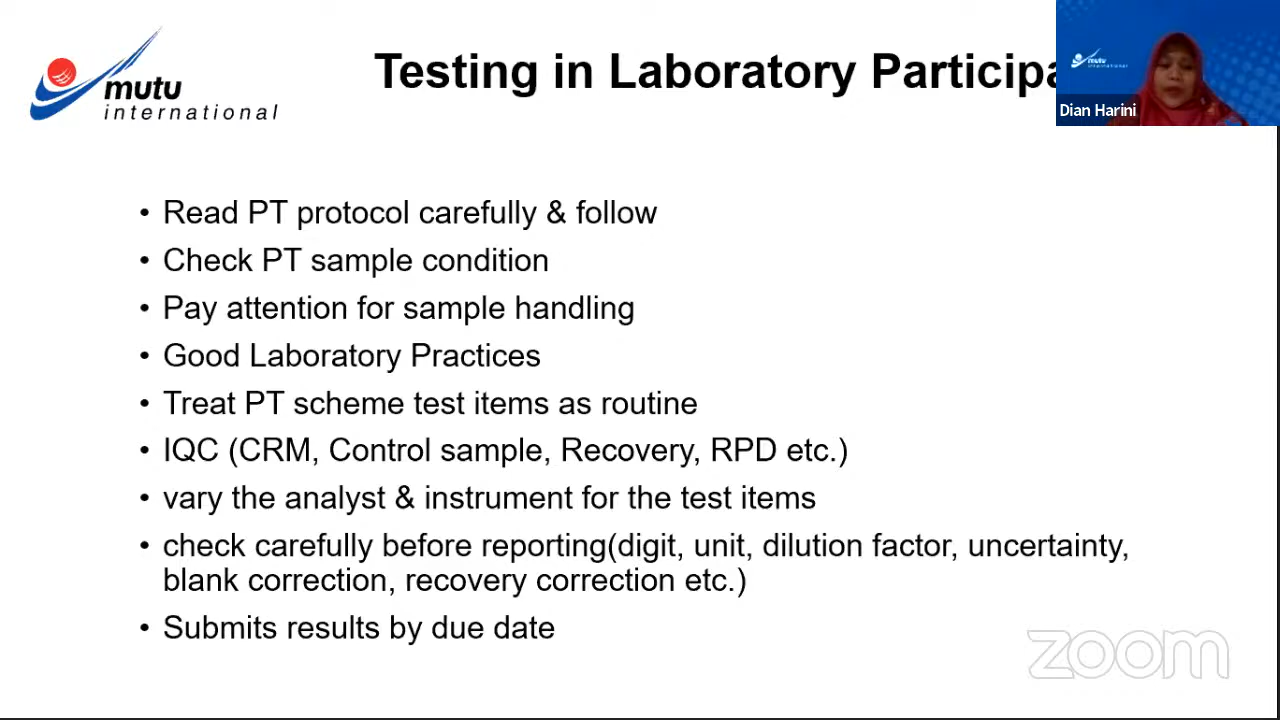 mutu
international
Testing in Laboratory Particip
Dian Harini
• Read PT protocol carefully & follow
• Check PT sample condition
• Pay attention for sample handling
• Good Laboratory Practices
• Treat PT scheme test items as routine
• IQC (CRM, Control sample, Recovery, RPD etc.)
• vary the analyst & instrument for the test items
• check carefully before reporting(digit, unit, dilution factor, uncertainty,
blank correction, recovery correction etc.)
• Submits results by due date
zoom